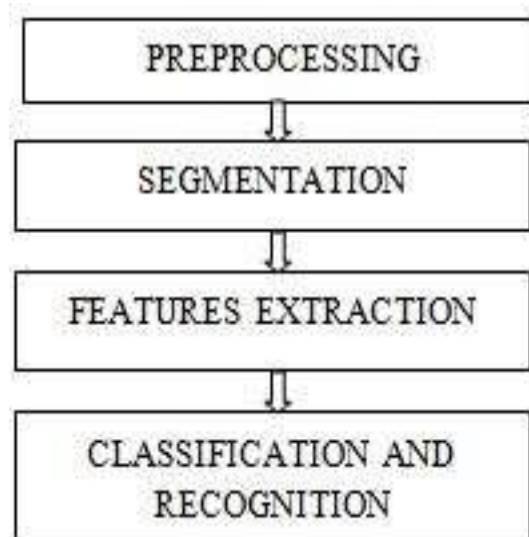 PREPROCESSING
SEGMENTATION
FEATURES EXTRACTION
CLASSIFICATION AND
RECOGNITION